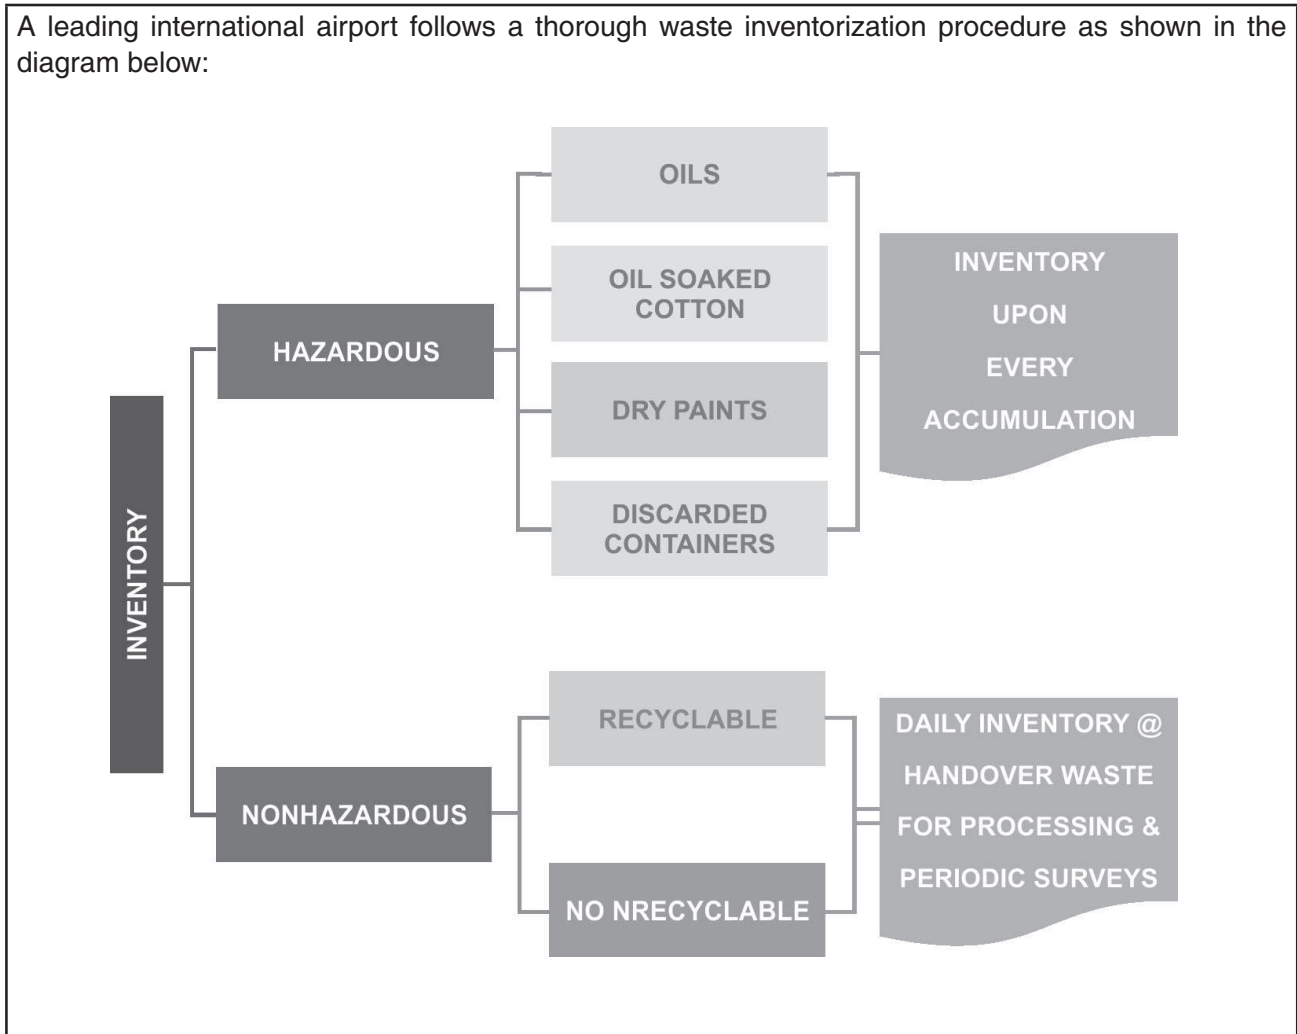 A leading international airport follows a thorough waste inventorization procedure as shown in the
diagram below:
OILS
OIL SOAKED
COTTON
HAZARDOUS
DRY PAINTS
DISCARDED
CONTAINERS
INVENTORY
UPON
EVERY
ACCUMULATION
INVENTORY
RECYCLABLE
NONHAZARDOUS
NO NRECYCLABLE
DAILY INVENTORY @
HANDOVER WASTE
FOR PROCESSING &
PERIODIC SURVEYS